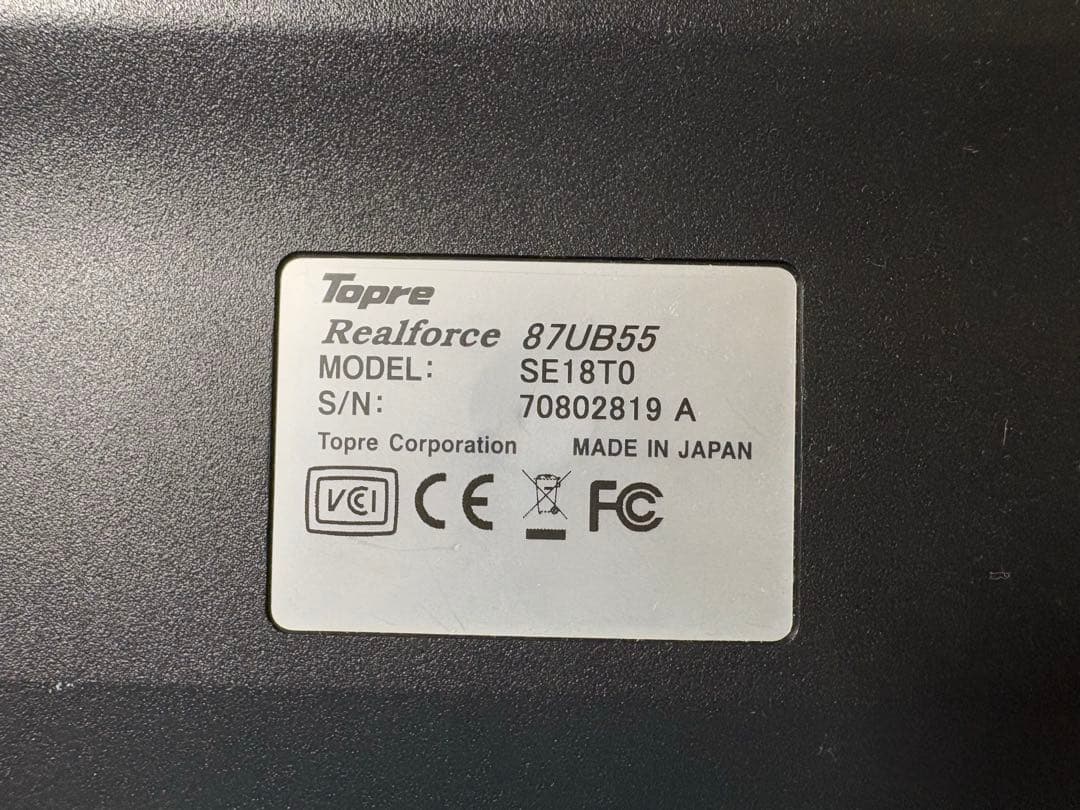 Topre
Realforce 87UB55
MODEL: SE18T0
S/N: 70802819 A
Topre Corporation MADE IN JAPAN
VCI CE FC